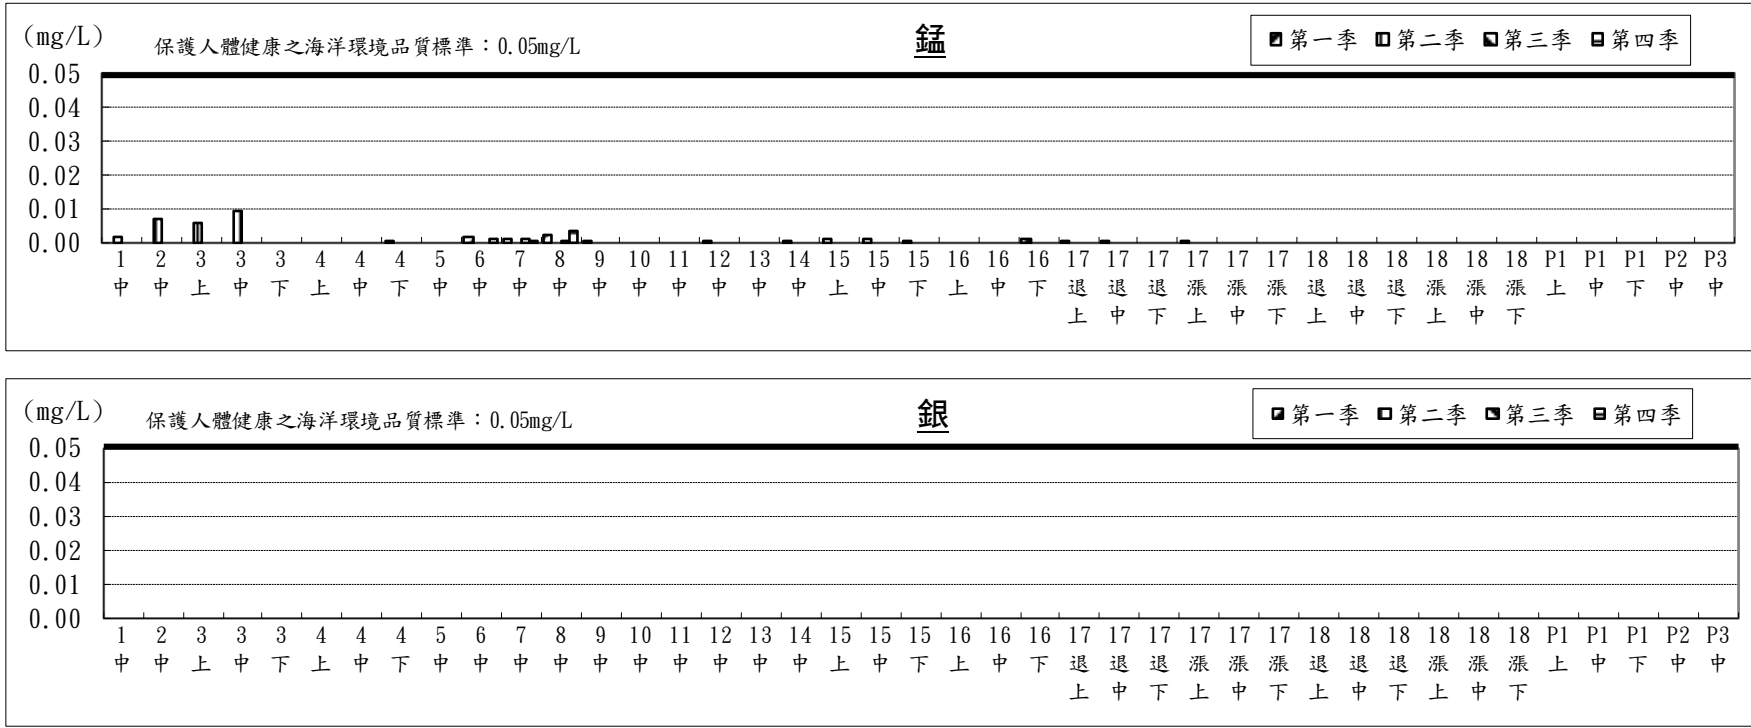 (mg/L) 保護人體健康之海洋環境品質標準：0.05mg/L 錳 第一季 第二季 第三季 第四季
0.05
0.04
0.03
0.02
0.01
0.00
1 2 3 3 3 4 4 4 5 6 7 8 9 10 11 12 13 14 15 15 15 16 16 16 17 17 17 17 17 17 18 18 18 18 18 18 P1 P1 P1 P2 P3
中 中 上 中 下 上 中 下 中 中 中 中 中 中 中 中 中 中 上 中 下 上 中 下 退 退 退 漲 漲 漲 退 退 退 漲 漲 漲 上 中 下 中 中
上 中 下 上 中 下 上 中 下 上 中 下
(mg/L) 保護人體健康之海洋環境品質標準：0.05mg/L 銀 第一季 第二季 第三季 第四季
0.05
0.04
0.03
0.02
0.01
0.00
1 2 3 3 3 4 4 4 5 6 7 8 9 10 11 12 13 14 15 15 15 16 16 16 17 17 17 17 17 17 18 18 18 18 18 18 P1 P1 P1 P2 P3
中 中 上 中 下 上 中 下 中 中 中 中 中 中 中 中 中 中 上 中 下 上 中 下 退 退 退 漲 漲 漲 退 退 退 漲 漲 漲 上 中 下 中 中
上 中 下 上 中 下 上 中 下 上 中 下